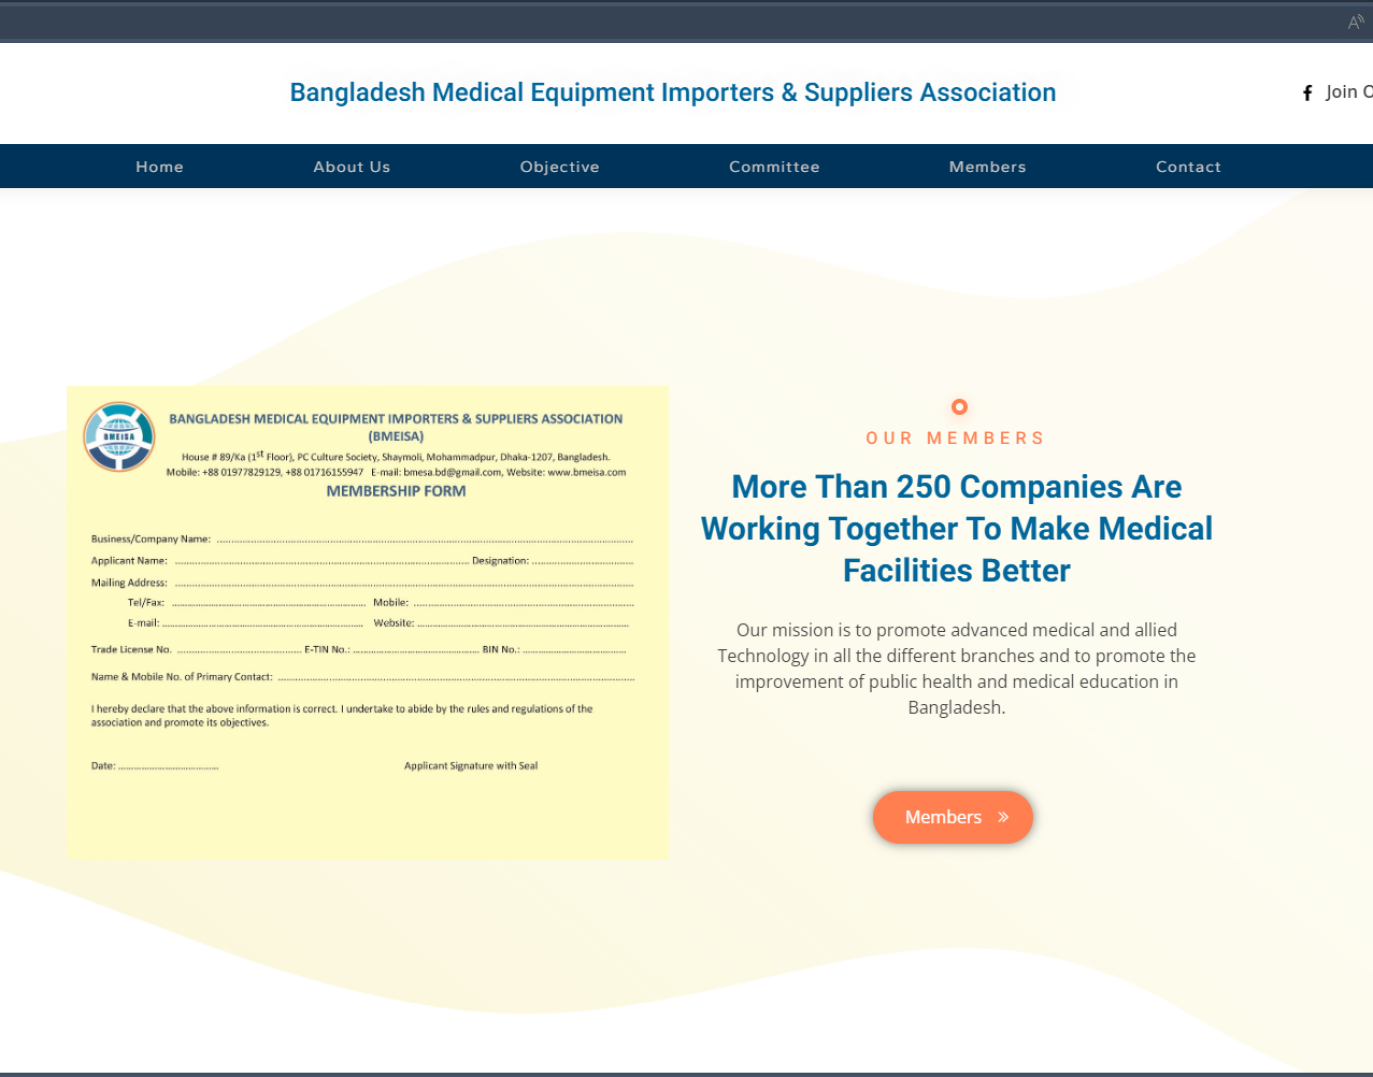 Bangladesh Medical Equipment Importers & Suppliers Association
Join O
Home About Us Objective Committee Members Contact
BMEISA
BANGLADESH MEDICAL EQUIPMENT IMPORTERS & SUPPLIERS ASSOCIATION
(BMEISA)
House # 89/Ka (1st Floor), PC Culture Society, Shaymoli, Mohammadpur, Dhaka-1207, Bangladesh.
Mobile: +88 01977829129, +88 01716155947 E-mail: bmesa.bd@gmail.com, Website: www.bmeisa.com
MEMBERSHIP FORM
Business/Company Name:
Applicant Name: Designation:
Mailing Address:
Tel/Fax: Mobile:
E-mail: Website:
Trade License No. E-TIN No.: BIN No.:
Name & Mobile No. of Primary Contact:
I hereby declare that the above information is correct. I undertake to abide by the rules and regulations of the
association and promote its objectives.
Date: Applicant Signature with Seal
OUR MEMBERS
More Than 250 Companies Are
Working Together To Make Medical
Facilities Better
Our mission is to promote advanced medical and allied
Technology in all the different branches and to promote the
improvement of public health and medical education in
Bangladesh.
Members »